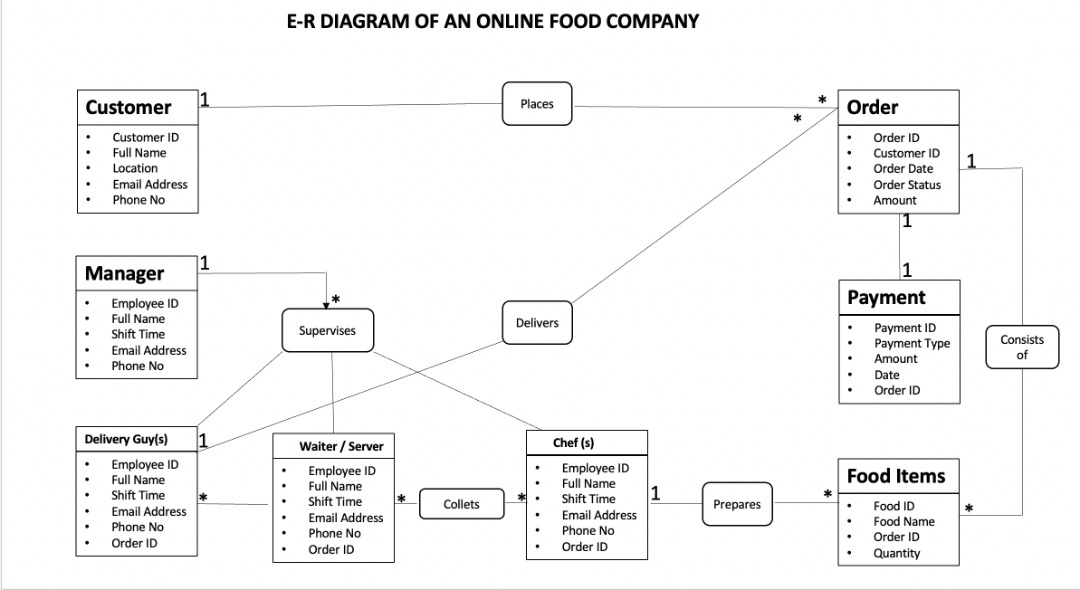 E-R DIAGRAM OF AN ONLINE FOOD COMPANY
Customer
• Customer ID
• Full Name
• Location
• Email Address
• Phone No
1
Places
*
*
Order
• Order ID
• Customer ID
• Order Date
• Order Status
• Amount
1
1
1
Manager
• Employee ID
• Full Name
• Shift Time
• Email Address
• Phone No
1
*
Supervises
Delivers
Payment
• Payment ID
• Payment Type
• Amount
• Date
• Order ID
Consists
of
Delivery Guy(s)
• Employee ID
• Full Name
• Shift Time
• Email Address
• Phone No
• Order ID
1
*
Waiter / Server
• Employee ID
• Full Name
• Shift Time
• Email Address
• Phone No
• Order ID
*
Collets
*
Chef (s)
• Employee ID
• Full Name
• Shift Time
• Email Address
• Phone No
• Order ID
1
Prepares
*
Food Items
• Food ID
• Food Name
• Order ID
• Quantity
*